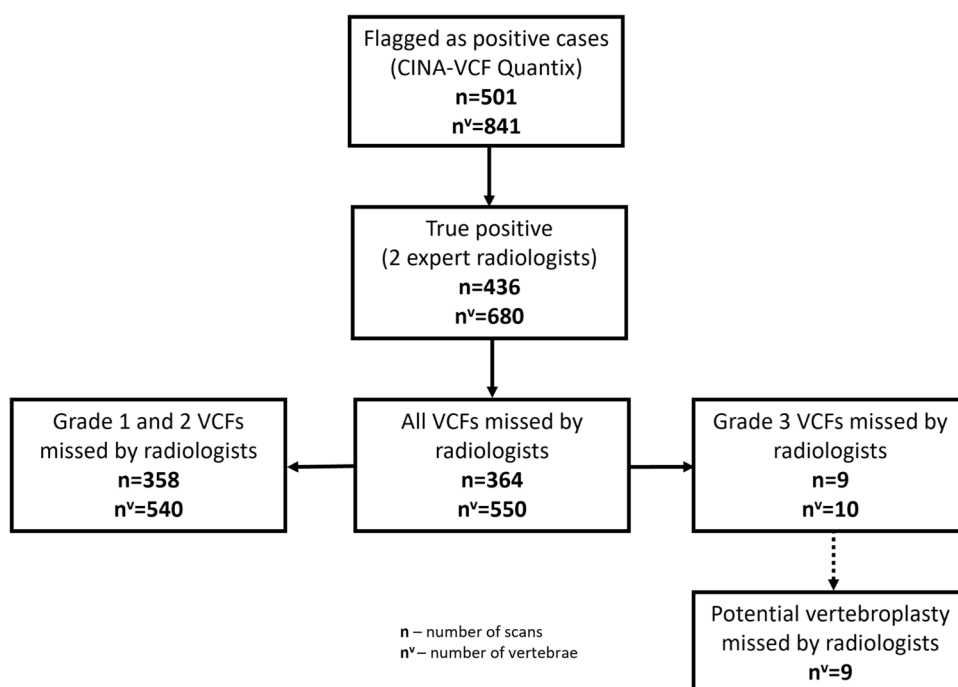 Flagged as positive cases
(CINA-VCF Quantix)
n=501
nᵛ=841
True positive
(2 expert radiologists)
n=436
nᵛ=680
Grade 1 and 2 VCFs
missed by radiologists
n=358
nᵛ=540
All VCFs missed by
radiologists
n=364
nᵛ=550
Grade 3 VCFs missed by
radiologists
n=9
nᵛ=10
Potential vertebroplasty
missed by radiologists
nᵛ=9
n – number of scans
nᵛ – number of vertebrae